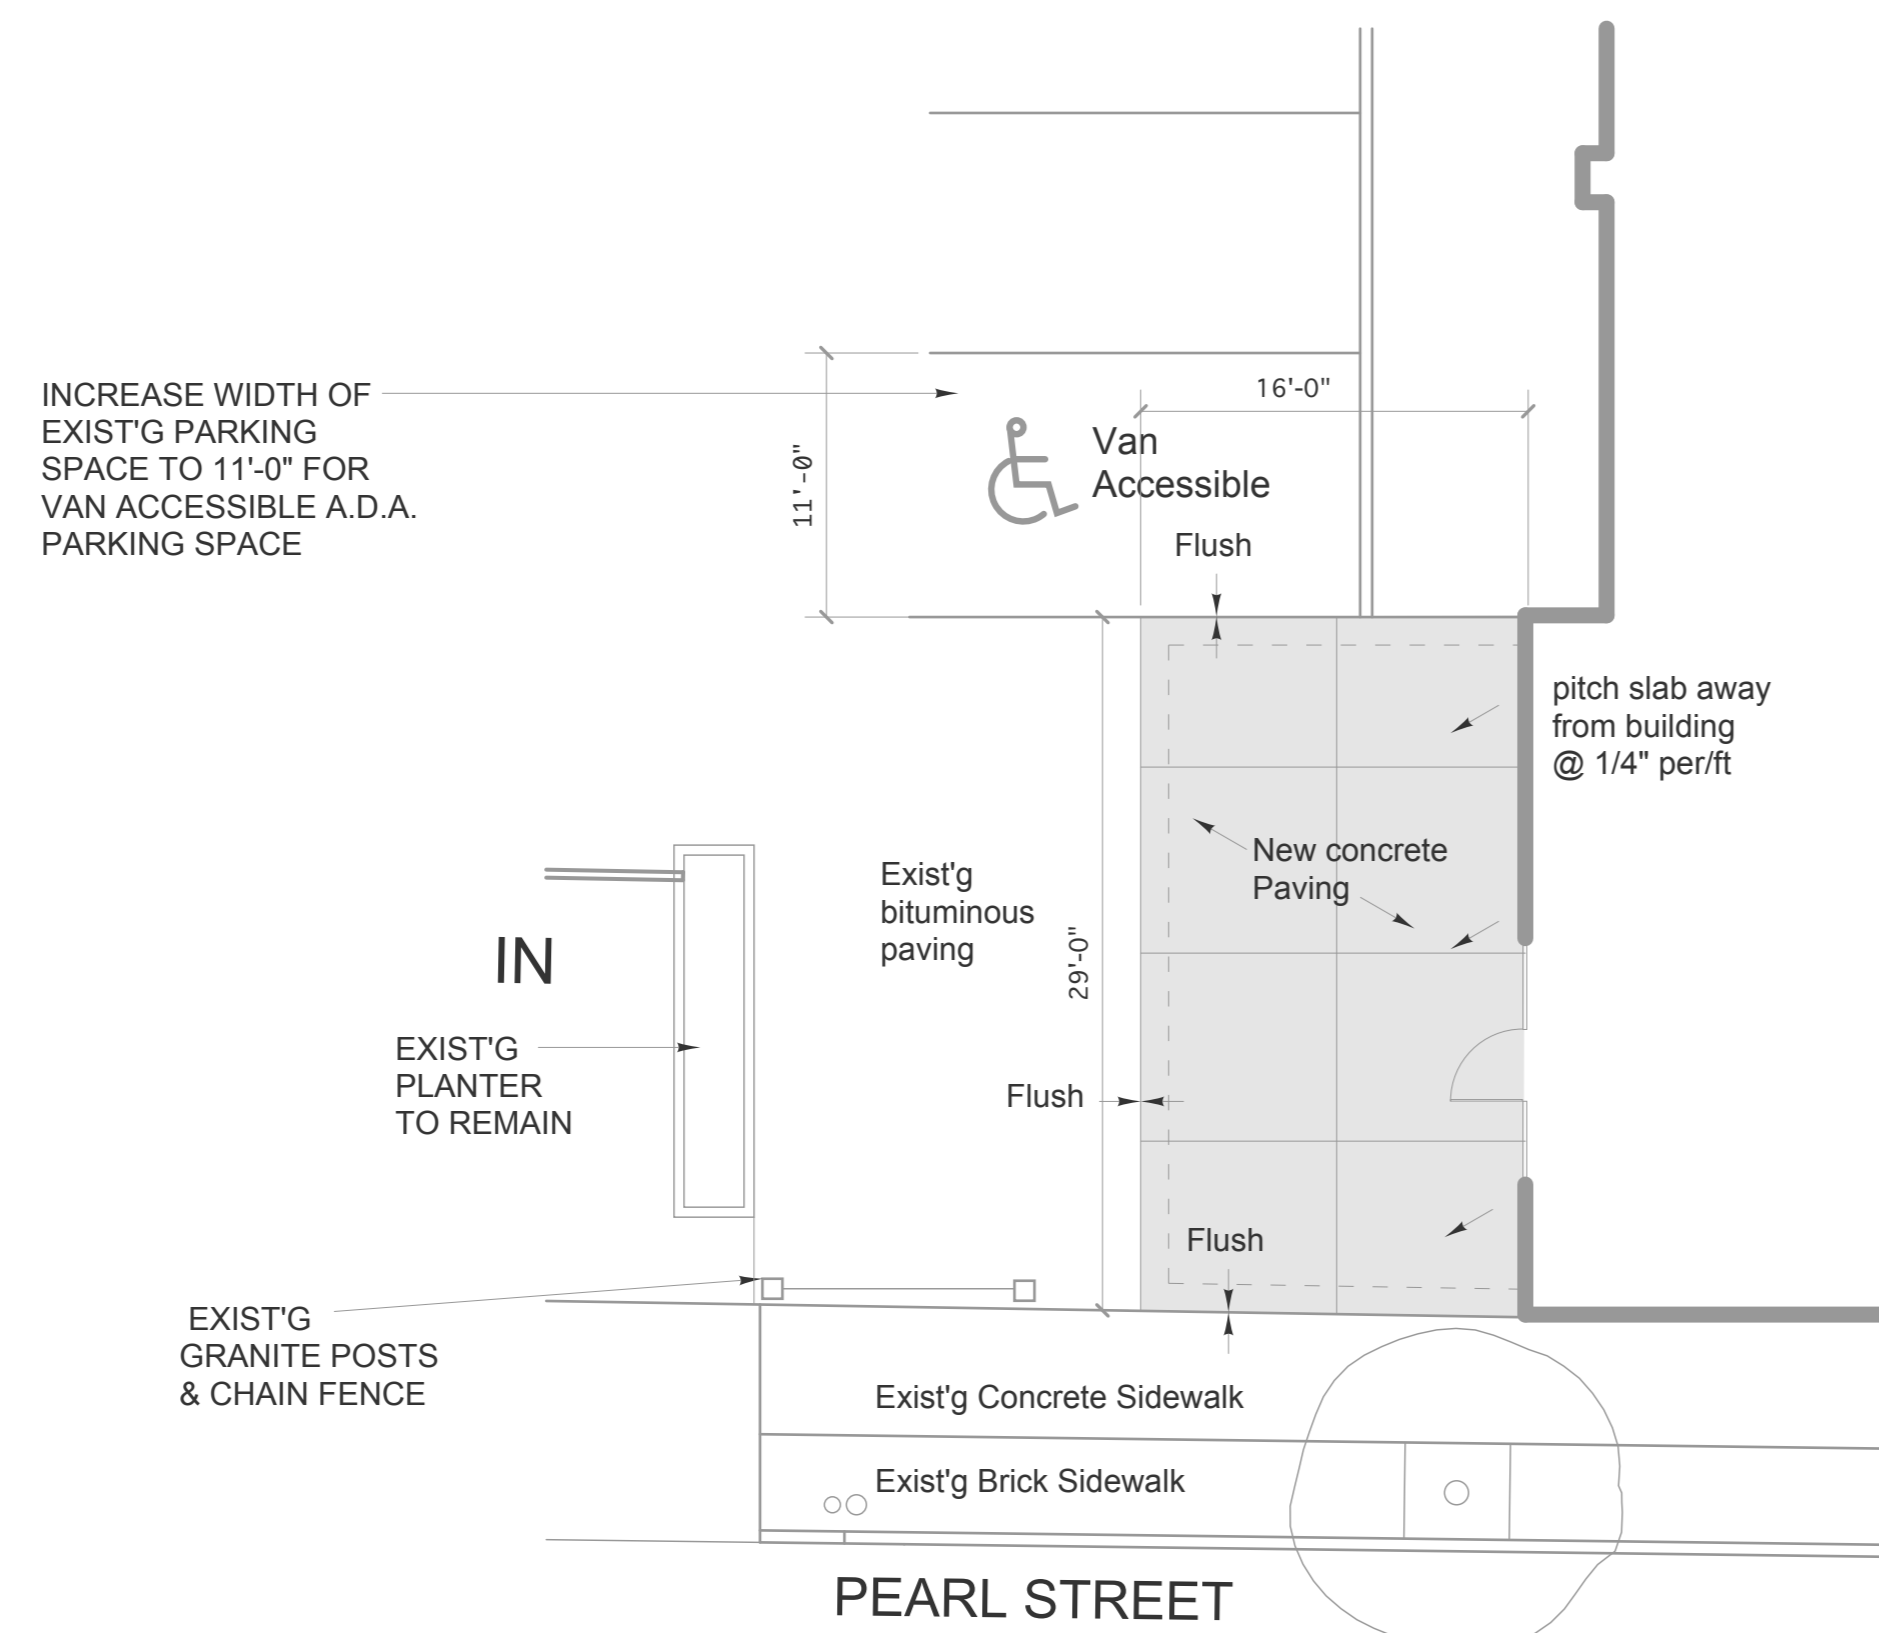 16'-0"
INCREASE WIDTH OF
EXIST'G PARKING
SPACE TO 11'-0" FOR
VAN ACCESSIBLE A.D.A.
PARKING SPACE
11'-0"
Van
Accessible
Flush
pitch slab away
from building
@ 1/4" per/ft
New concrete
Paving
Exist'g
bituminous
paving
29'-0"
IN
EXIST'G
PLANTER
TO REMAIN
Flush
Flush
EXIST'G
GRANITE POSTS
& CHAIN FENCE
Exist'g Concrete Sidewalk
Exist'g Brick Sidewalk
PEARL STREET